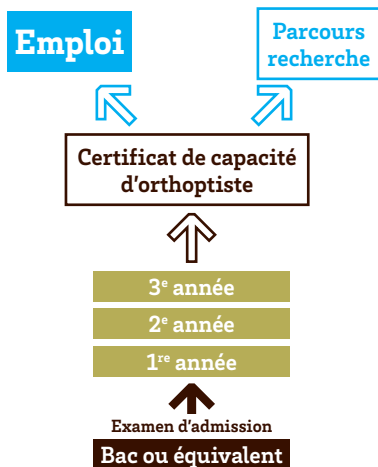 Emploi
Parcours
recherche
Certificat de capacité
d'orthoptiste
3e année
2e année
1re année
Examen d'admission
Bac ou équivalent